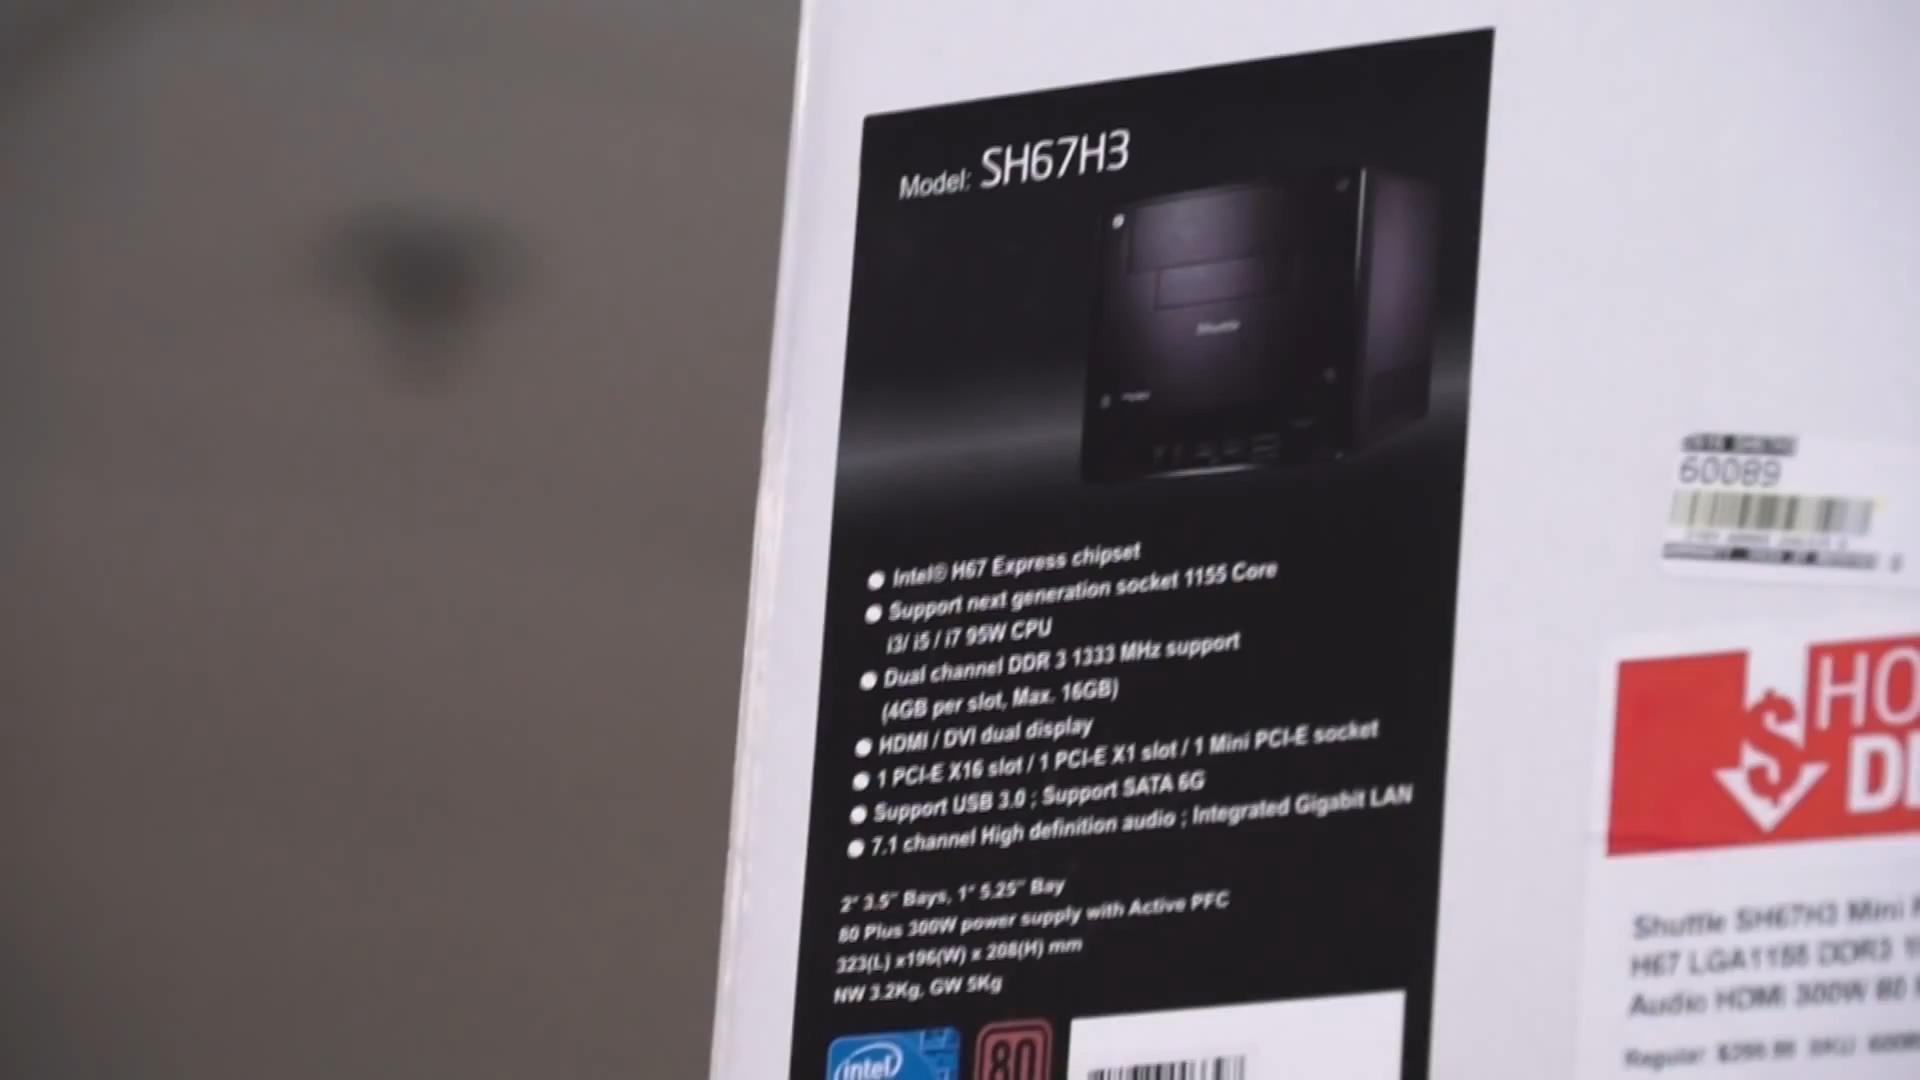 Model: SH67H3
Shuttle
Intel® H67 Express chipset
Support next generation socket 1155 Core
i3/ i5 / i7 95W CPU
Dual channel DDR 3 1333 MHz support
(4GB per slot, Max. 16GB)
HDMI / DVI dual display
1 PCI-E X16 slot / 1 PCI-E X1 slot / 1 Mini PCI-E socket
Support USB 3.0 ; Support SATA 6G
7.1 channel High definition audio ; Integrated Gigabit LAN
2* 3.5" Bays, 1* 5.25" Bay
80 Plus 300W power supply with Active PFC
323(L) x196(W) x 208(H) mm
NW 3.2Kg, GW 5Kg
intel
80
60089
HO
DE
Shuttle SH67H3 Mini
H67 LGA1155 DDR3
Audio HDMI 300W 80
Regular: SKU: